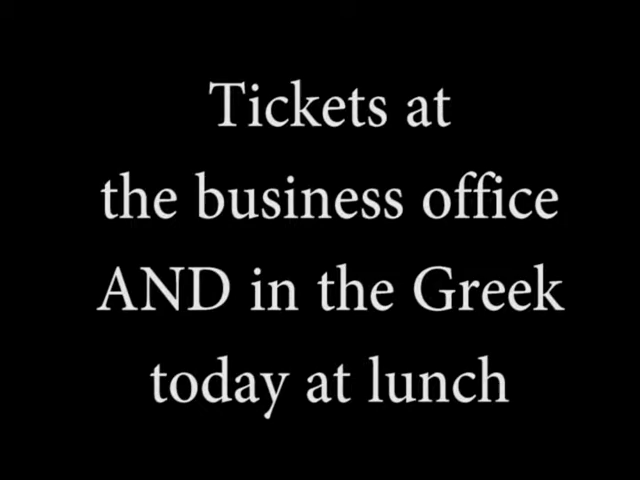 Tickets at
the business office
AND in the Greek
today at lunch